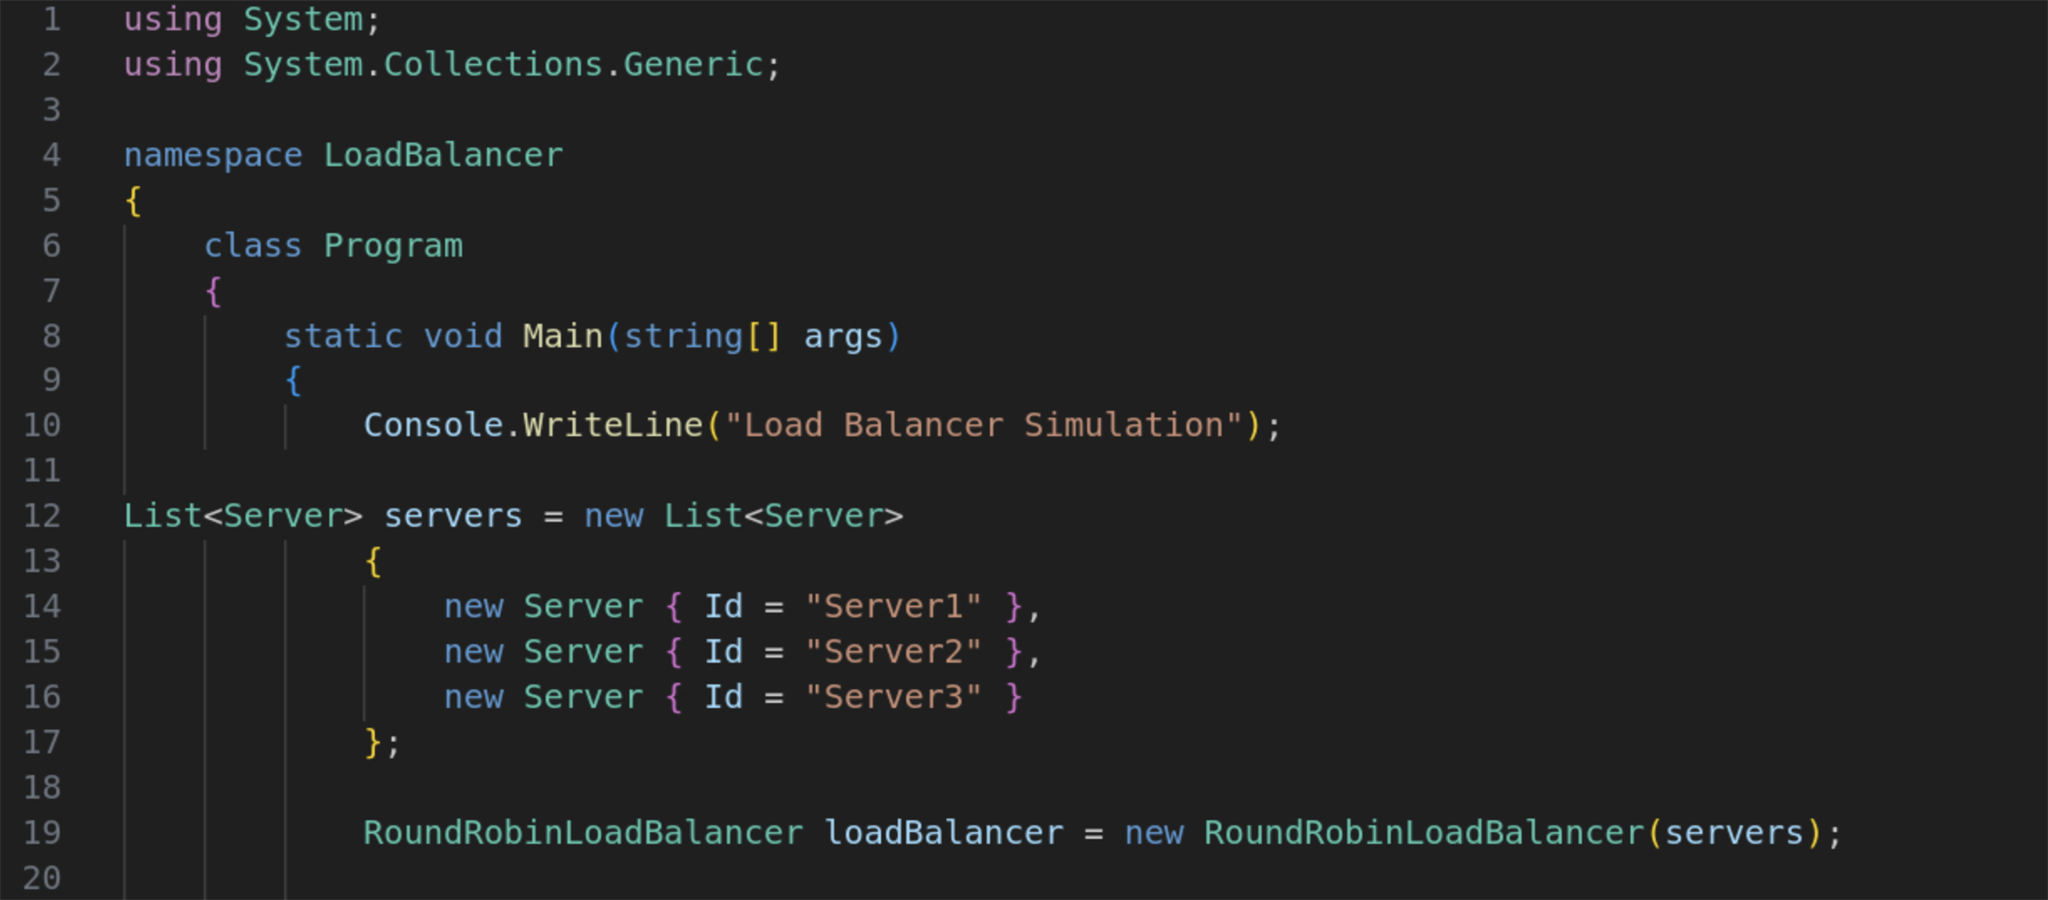 1 using System;
2 using System.Collections.Generic;
3
4 namespace LoadBalancer
5 {
6     class Program
7     {
8         static void Main(string[] args)
9         {
10             Console.WriteLine("Load Balancer Simulation");
11
12 List<Server> servers = new List<Server>
13             {
14                 new Server { Id = "Server1" },
15                 new Server { Id = "Server2" },
16                 new Server { Id = "Server3" }
17             };
18
19             RoundRobinLoadBalancer loadBalancer = new RoundRobinLoadBalancer(servers);
20